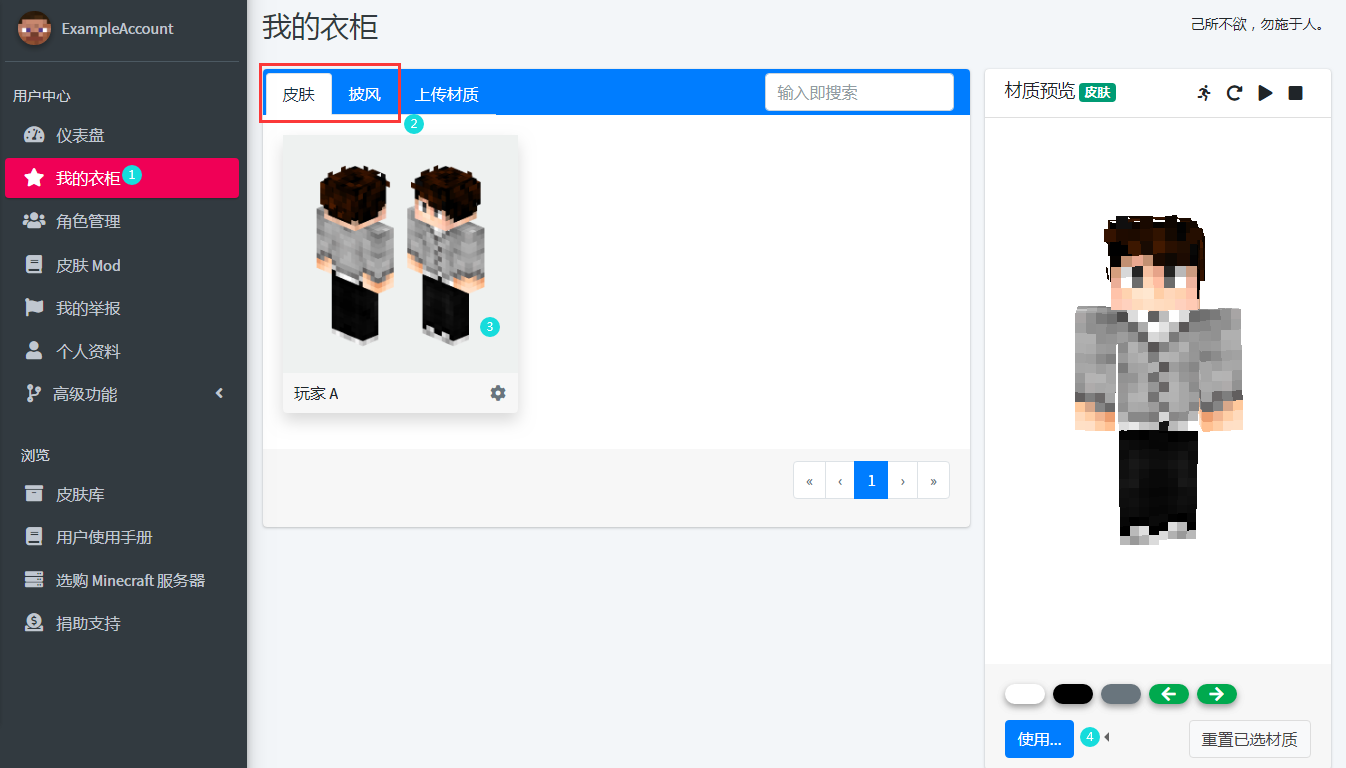 ExampleAccount
用户中心
仪表盘
我的衣柜 1
角色管理
皮肤 Mod
我的举报
个人资料
高级功能
浏览
皮肤库
用户使用手册
选购 Minecraft 服务器
捐助支持
我的衣柜
己所不欲，勿施于人。
皮肤 披风 上传材质 输入即搜索
2
3
玩家 A
« ‹ 1 › »
材质预览 皮肤
使用... 4 重置已选材质